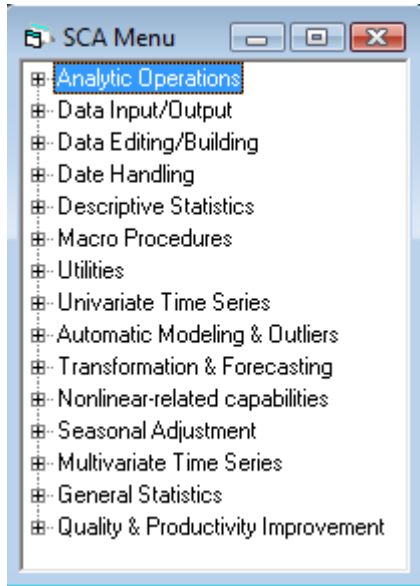 SCA Menu
Analytic Operations
Data Input/Output
Data Editing/Building
Date Handling
Descriptive Statistics
Macro Procedures
Utilities
Univariate Time Series
Automatic Modeling & Outliers
Transformation & Forecasting
Nonlinear-related capabilities
Seasonal Adjustment
Multivariate Time Series
General Statistics
Quality & Productivity Improvement